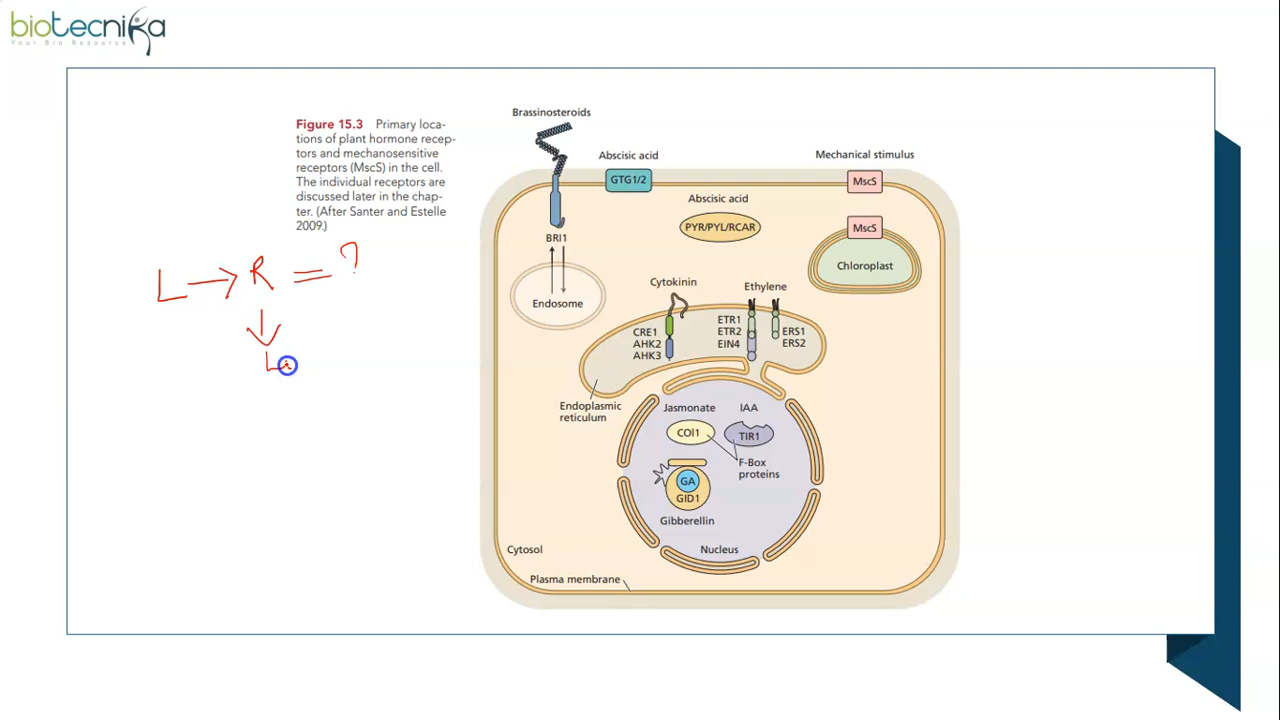 biotecnika
Your Bio Resource
Figure 15.3 Primary loca-
tions of plant hormone recep-
tors and mechanosensitive
receptors (MscS) in the cell.
The individual receptors are
discussed later in the chap-
ter. (After Santer and Estelle
2009.)
L → R = ?
↓
Li
Brassinosteroids
Abscisic acid
GTG1/2
Mechanical stimulus
MscS
Abscisic acid
PYR/PYL/RCAR
MscS
Chloroplast
BRI1
Endosome
Cytokinin
Ethylene
CRE1
AHK2
AHK3
ETR1
ETR2
EIN4
ERS1
ERS2
Endoplasmic
reticulum
Jasmonate
IAA
COI1
TIR1
F-Box
proteins
GA
GID1
Gibberellin
Nucleus
Cytosol
Plasma membrane